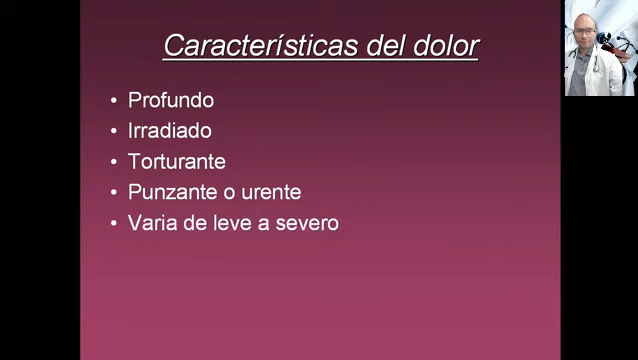 Características del dolor
• Profundo
• Irradiado
• Torturante
• Punzante o urente
• Varia de leve a severo